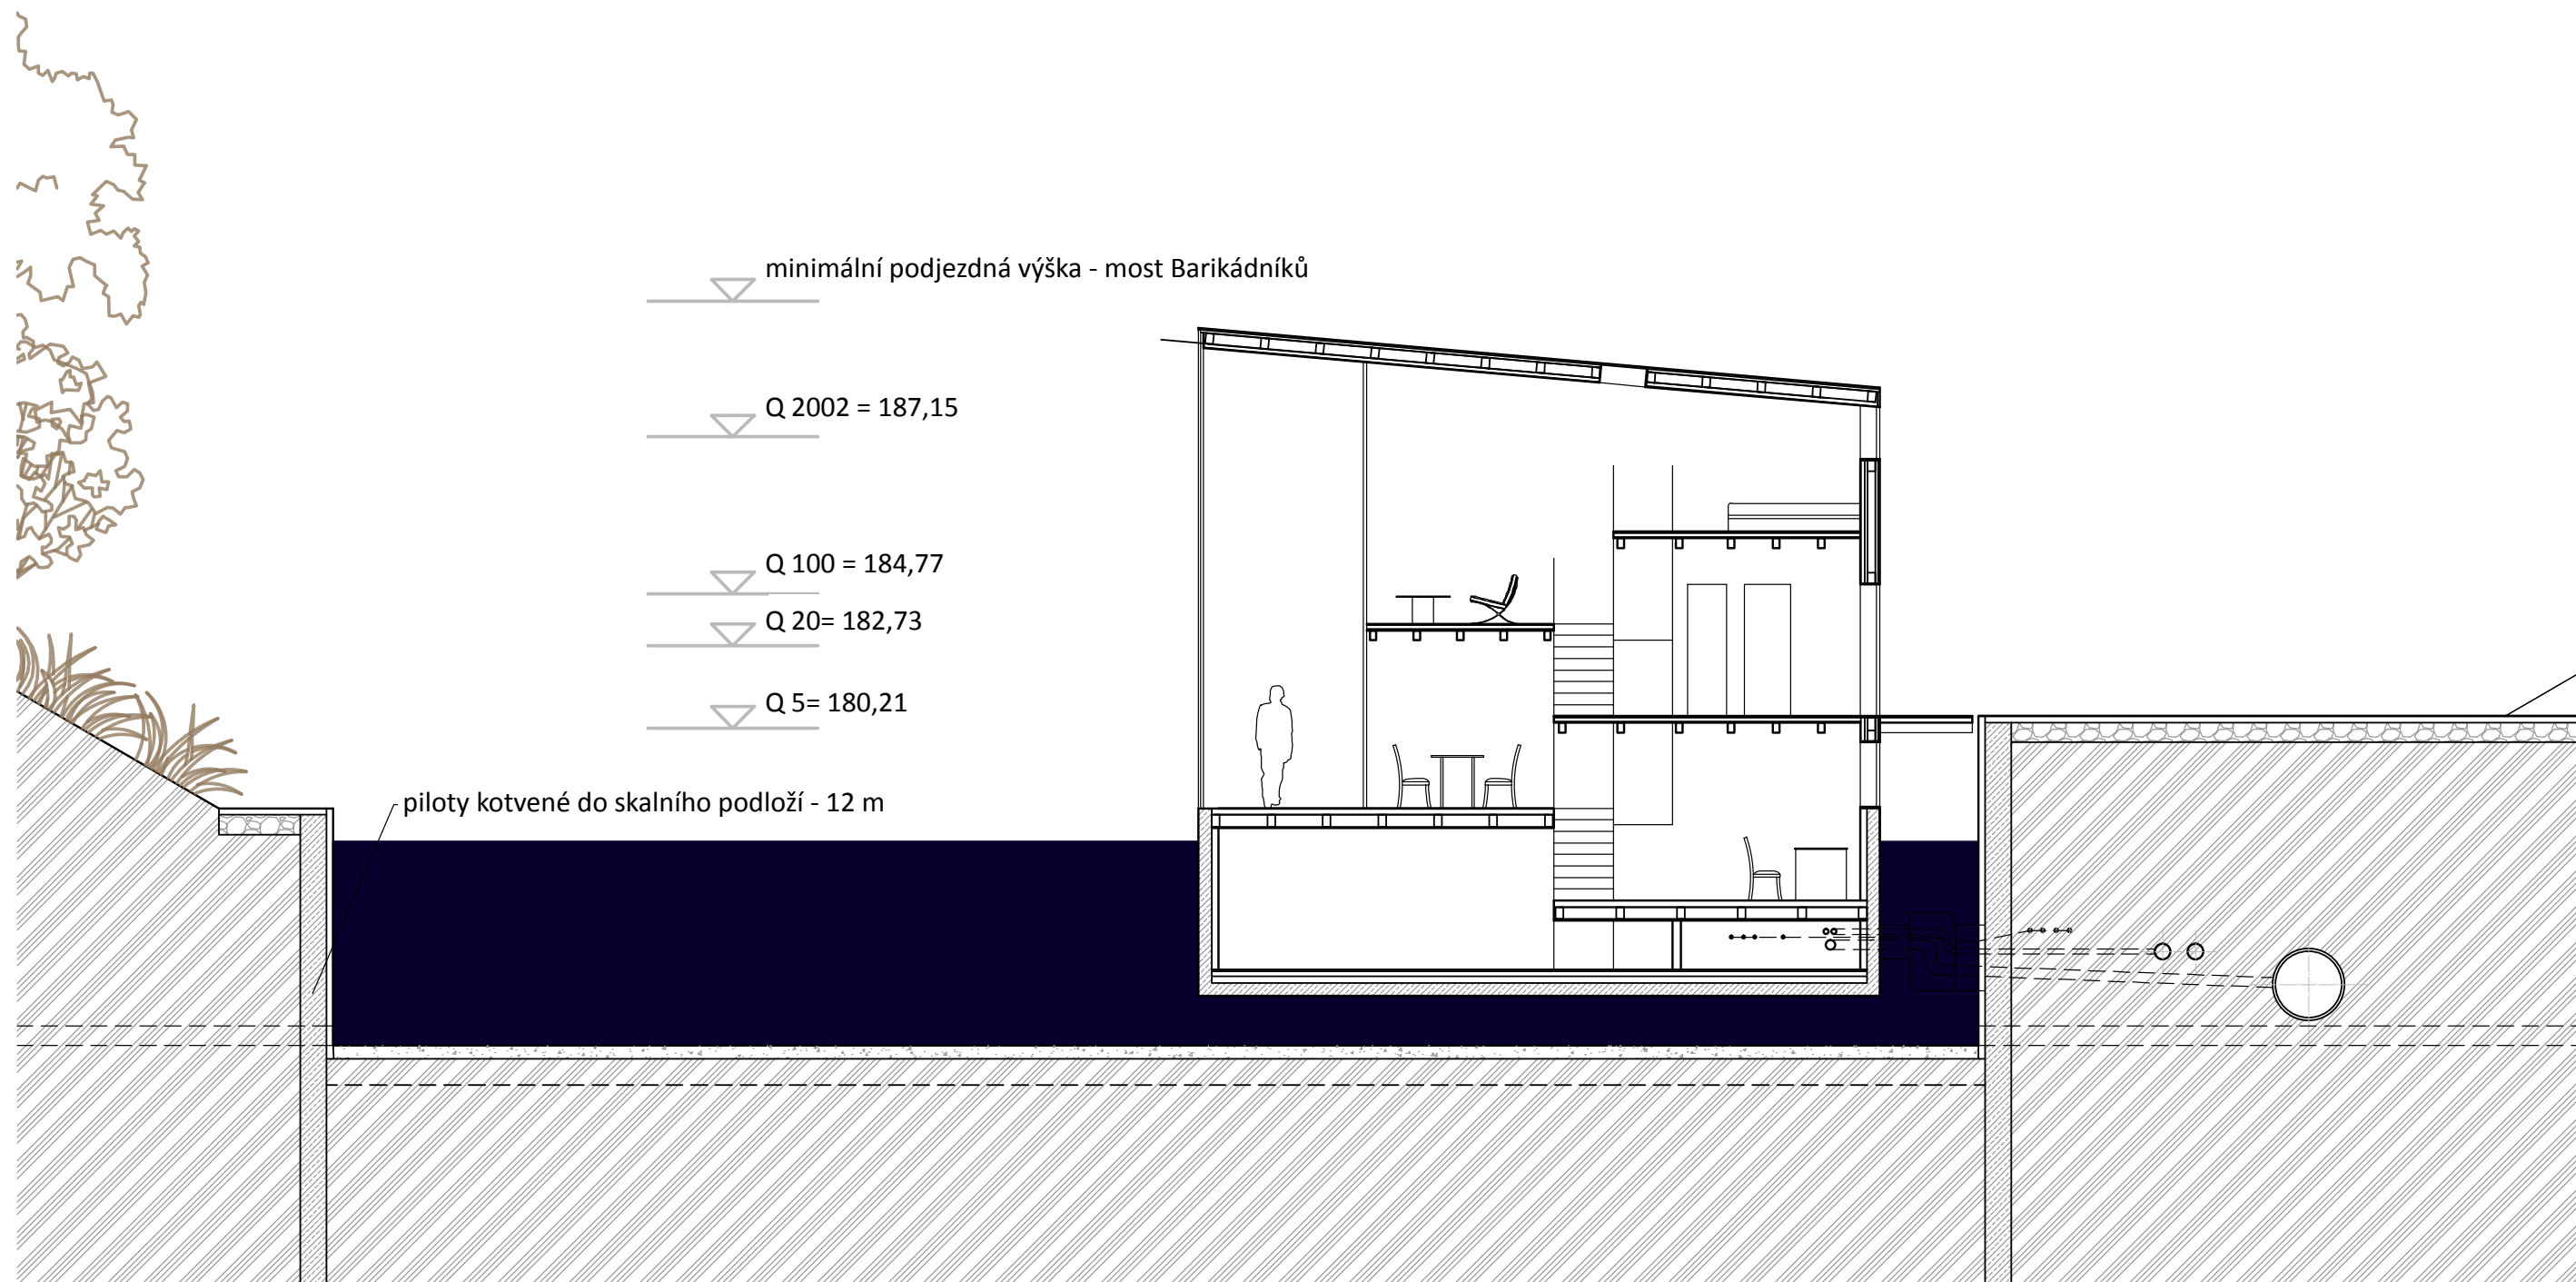 minimální podjezdná výška - most Barikádníků
Q 2002 = 187,15
Q 100 = 184,77
Q 20= 182,73
Q 5= 180,21
piloty kotvené do skalního podloží - 12 m